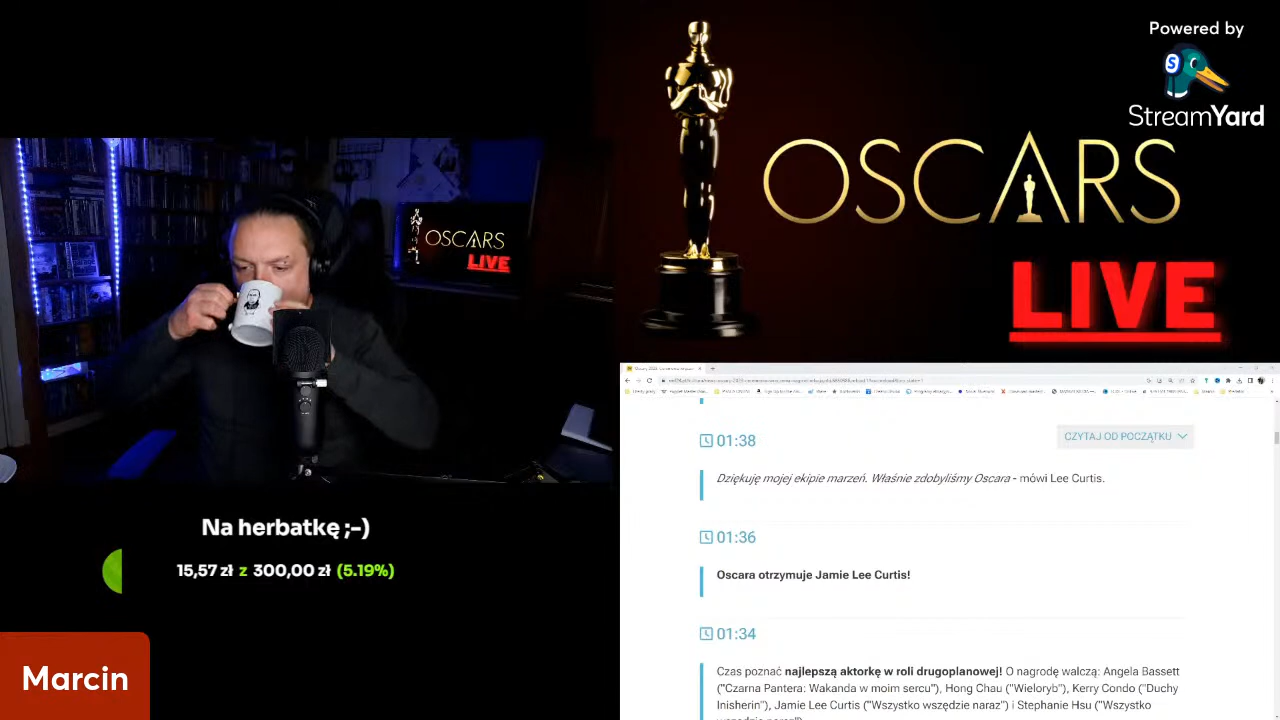 Powered by
StreamYard
OSCARS
LIVE
OSCARS
LIVE
Na herbatkę ;-)
15,57 zł z 300,00 zł (5.19%)
Marcin
01:38
CZYTAJ OD POCZĄTKU
Dziękuję mojej ekipie marzeń. Właśnie zdobyliśmy Oscara - mówi Lee Curtis.
01:36
Oscara otrzymuje Jamie Lee Curtis!
01:34
Czas poznać najlepszą aktorkę w roli drugoplanowej! O nagrodę walczą: Angela Bassett
("Czarna Pantera: Wakanda w moim sercu"), Hong Chau ("Wieloryb"), Kerry Condo ("Duchy
Inisherin"), Jamie Lee Curtis ("Wszystko wszędzie naraz") i Stephanie Hsu ("Wszystko
wszędzie naraz")